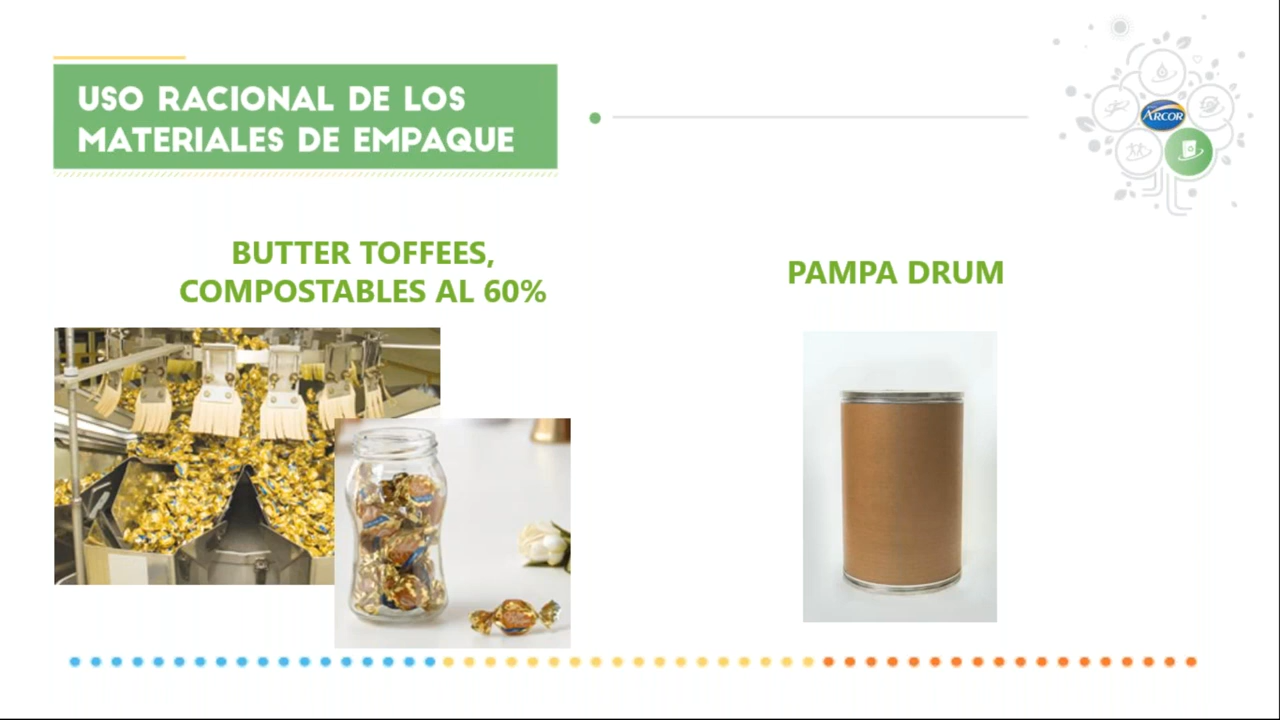 USO RACIONAL DE LOS
MATERIALES DE EMPAQUE
ARCOR
BUTTER TOFFEES,
COMPOSTABLES AL 60%
PAMPA DRUM